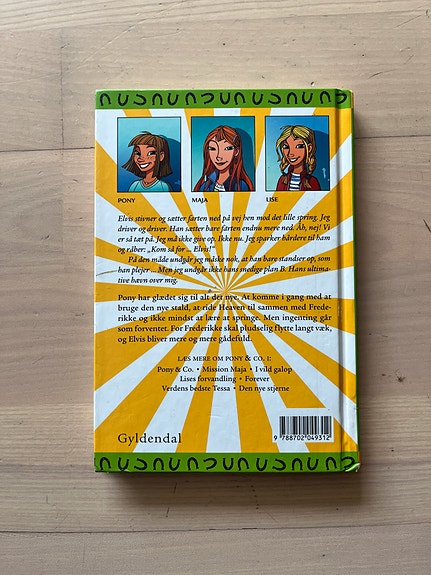 PONY
MAJA
LISE
Elvis stivner og sætter farten ned på vej hen mod det lille spring. Jeg
driver og driver. Han sætter bare farten endnu mere ned. Åh, nej! Vi
er så tæt på. Jeg må ikke give op. Ikke nu. Jeg sparker hårdere til ham
og råber: „Kom så for ... Elvis!"
På den måde undgår jeg måske nok, at han bare standser op, som
han plejer ... Men jeg undgår ikke hans snedige plan B. Hans ultima-
tive hævn over mig.
Pony har glædet sig til alt det nye. At komme i gang med at
bruge den nye stald, at ride Heaven til sammen med Frede-
rikke og ikke mindst at lære at springe. Men ingenting går
som forventet. For Frederikke skal pludselig flytte langt væk,
og Elvis bliver mere og mere gådefuld.
LÆS MERE OM PONY & CO. I:
Pony & Co. • Mission Maja • I vild galop
Lises forvandling • Forever
Verdens bedste Tessa • Den nye stjerne
Gyldendal
9 788702 049312